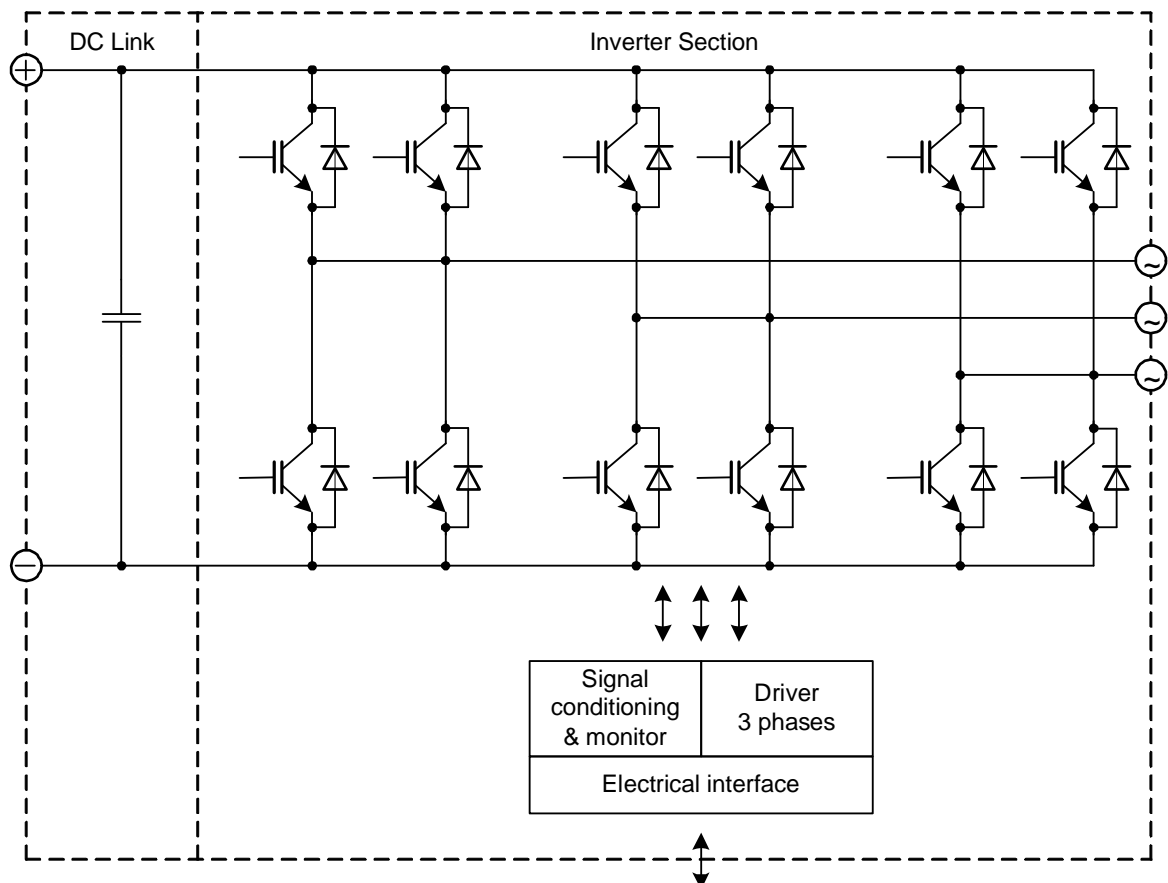 DC Link
Inverter Section
+
~
~
~
−
Signal
conditioning
& monitor
Driver
3 phases
Electrical interface